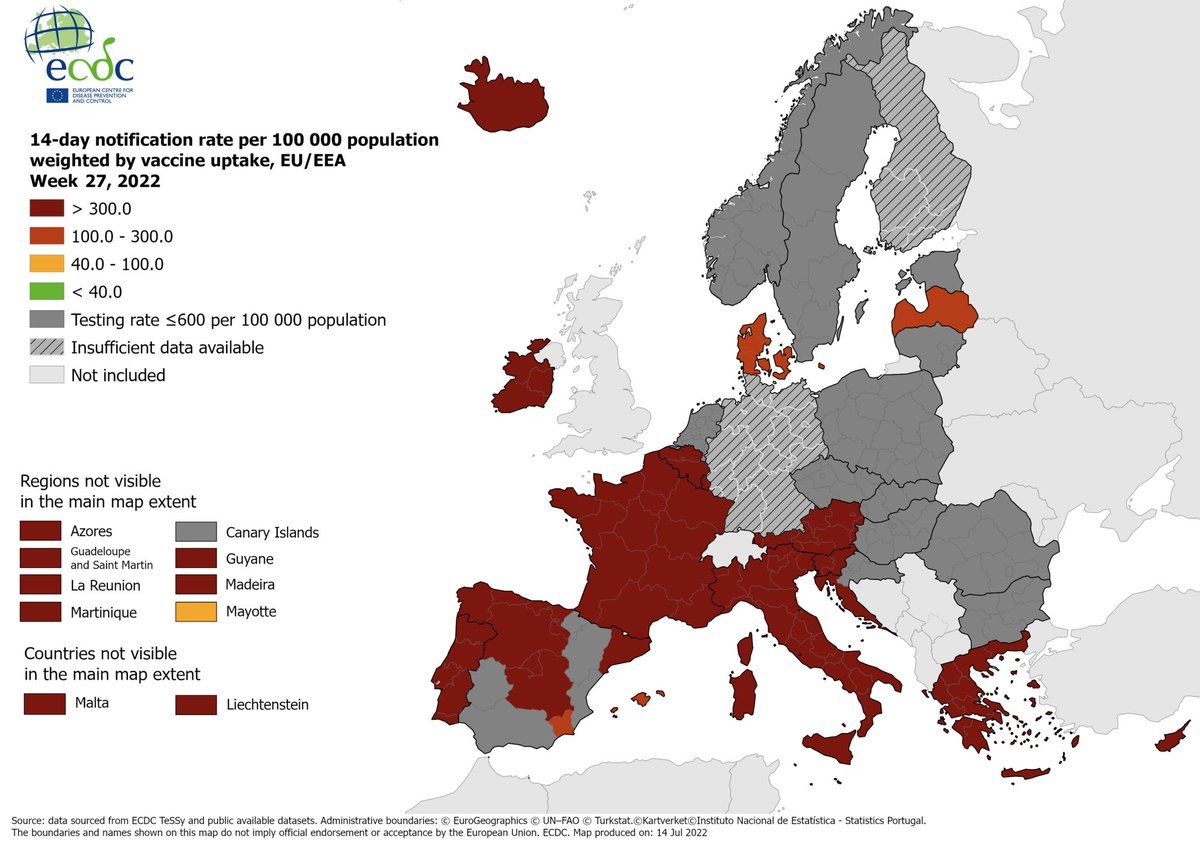 ecdc
EUROPEAN CENTRE FOR
DISEASE PREVENTION
AND CONTROL
14-day notification rate per 100 000 population
weighted by vaccine uptake, EU/EEA
Week 27, 2022
> 300.0
100.0 - 300.0
40.0 - 100.0
< 40.0
Testing rate ≤600 per 100 000 population
Insufficient data available
Not included
Regions not visible
in the main map extent
Azores
Canary Islands
Guadeloupe
and Saint Martin
Guyane
La Reunion
Madeira
Martinique
Mayotte
Countries not visible
in the main map extent
Malta
Liechtenstein
Source: data sourced from ECDC TeSSy and public available datasets. Administrative boundaries: © EuroGeographics © UN–FAO © Turkstat.©Kartverket©Instituto Nacional de Estatística - Statistics Portugal.
The boundaries and names shown on this map do not imply official endorsement or acceptance by the European Union. ECDC. Map produced on: 14 Jul 2022